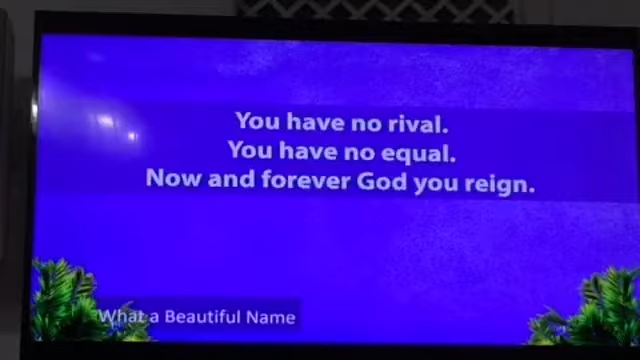 You have no rival.
You have no equal.
Now and forever God you reign.
What a Beautiful Name